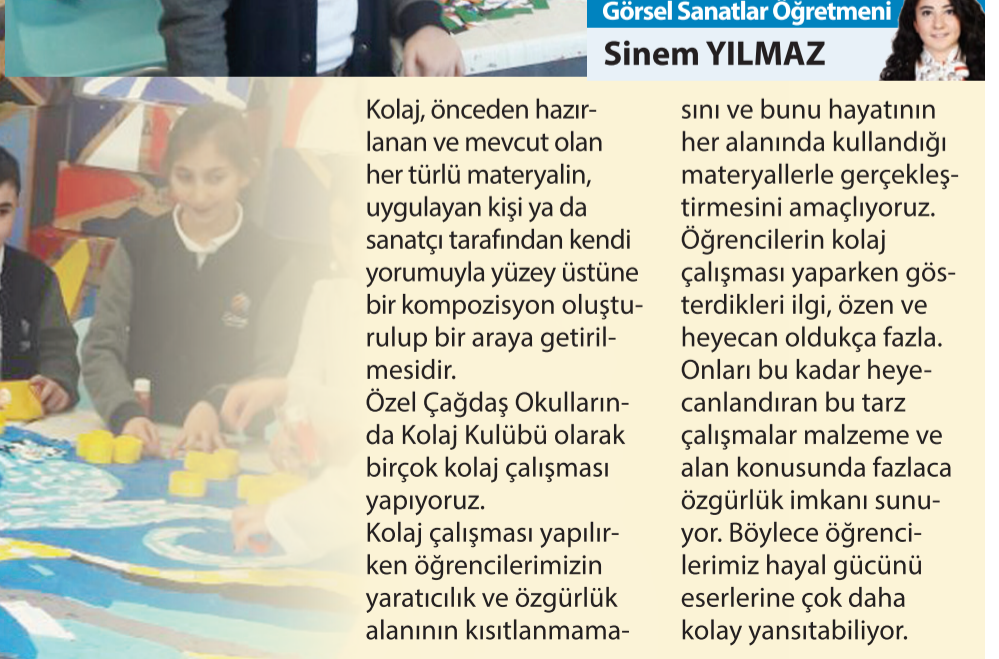 Görsel Sanatlar Öğretmeni
Sinem YILMAZ
Kolaj, önceden hazır-
lanan ve mevcut olan
her türlü materyalin,
uygulayan kişi ya da
sanatçı tarafından kendi
yorumuyla yüzey üstüne
bir kompozisyon oluştu-
rulup bir araya getiril-
mesidir.
Özel Çağdaş Okulların-
da Kolaj Kulübü olarak
birçok kolaj çalışması
yapıyoruz.
Kolaj çalışması yapılır-
ken öğrencilerimizin
yaratıcılık ve özgürlük
alanının kısıtlanmama-
sını ve bunu hayatının
her alanında kullandığı
materyallerle gerçekleş-
tirmesini amaçlıyoruz.
Öğrencilerin kolaj
çalışması yaparken gös-
terdikleri ilgi, özen ve
heyecan oldukça fazla.
Onları bu kadar heye-
canlandıran bu tarz
çalışmalar malzeme ve
alan konusunda fazlaca
özgürlük imkanı sunu-
yor. Böylece öğrenci-
lerimiz hayal gücünü
eserlerine çok daha
kolay yansıtabiliyor.